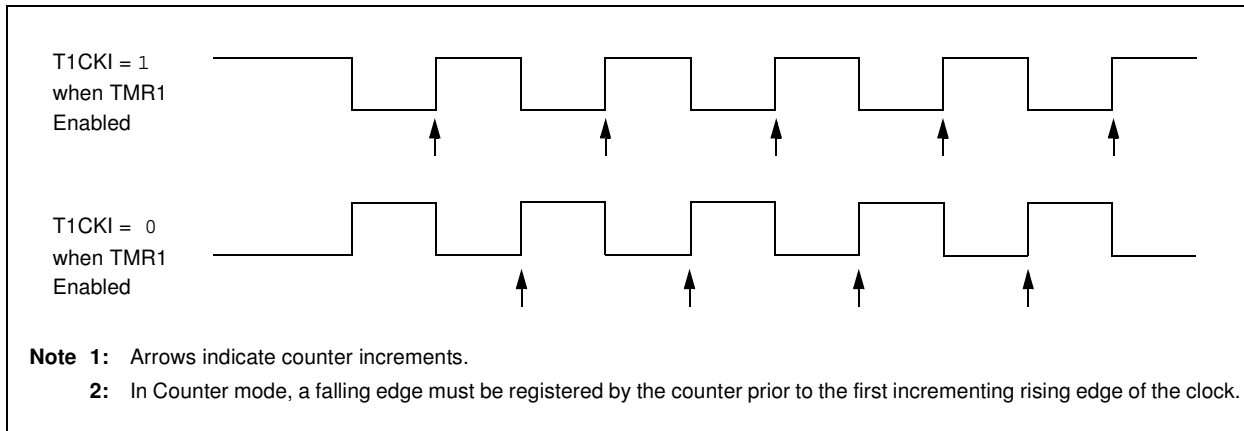 T1CKI = 1
when TMR1
Enabled
T1CKI = 0
when TMR1
Enabled
Note 1: Arrows indicate counter increments.
2: In Counter mode, a falling edge must be registered by the counter prior to the first incrementing rising edge of the clock.